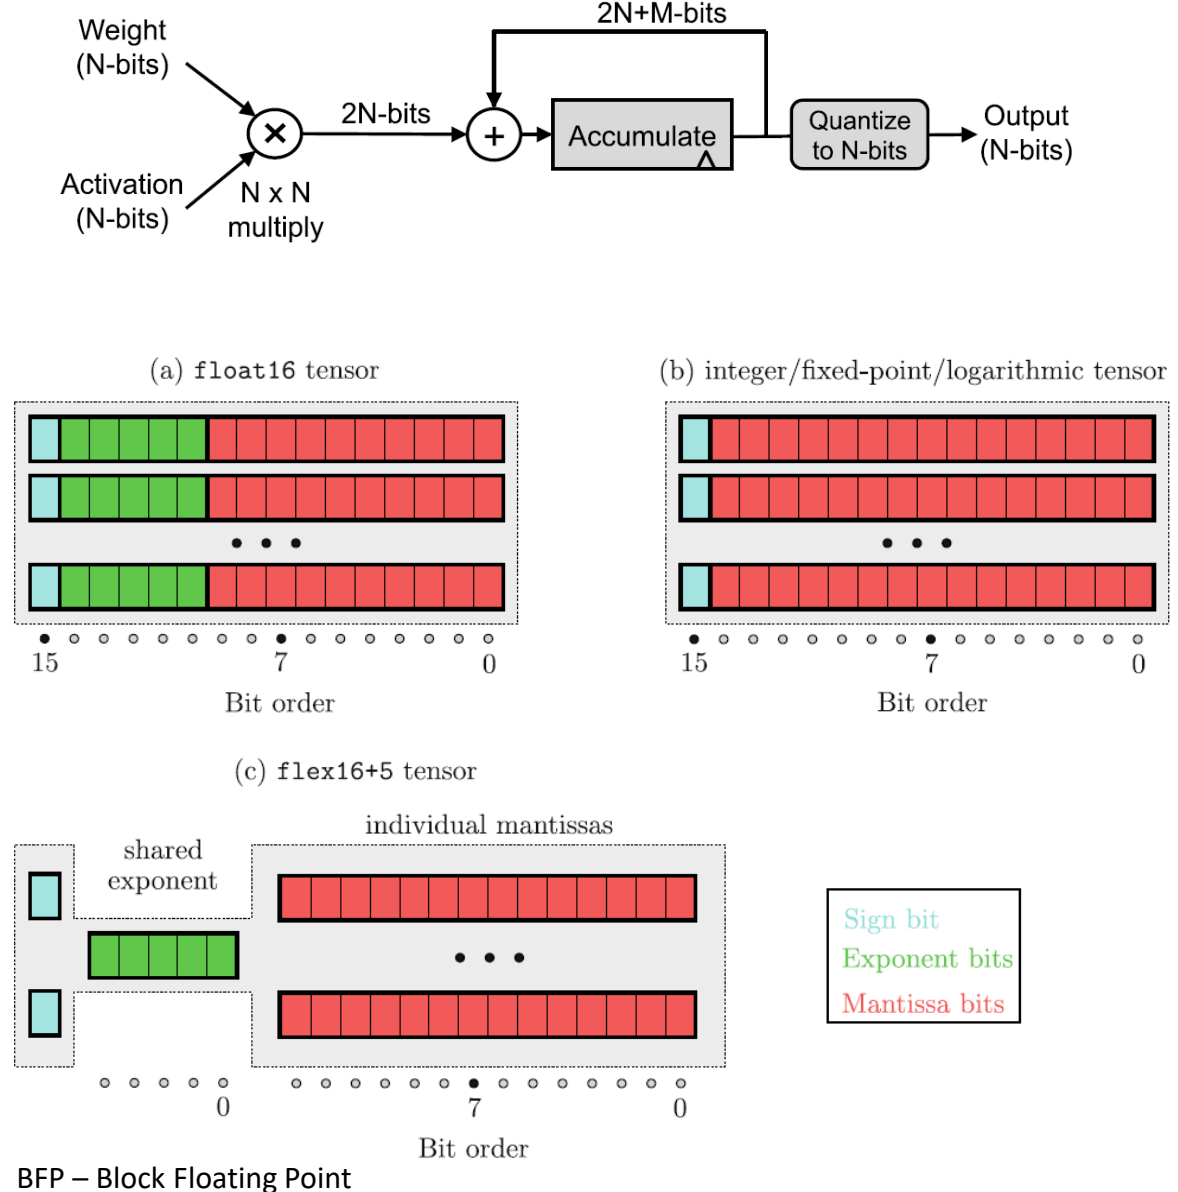 2N+M-bits
Weight
(N-bits)
2N-bits
×
+
Accumulate
Quantize
to N-bits
Output
(N-bits)
Activation
(N-bits)
N x N
multiply
(a) float16 tensor
15
7
0
Bit order
(b) integer/fixed-point/logarithmic tensor
15
7
0
Bit order
(c) flex16+5 tensor
shared
exponent
individual mantissas
0
7
0
Bit order
Sign bit
Exponent bits
Mantissa bits
BFP – Block Floating Point